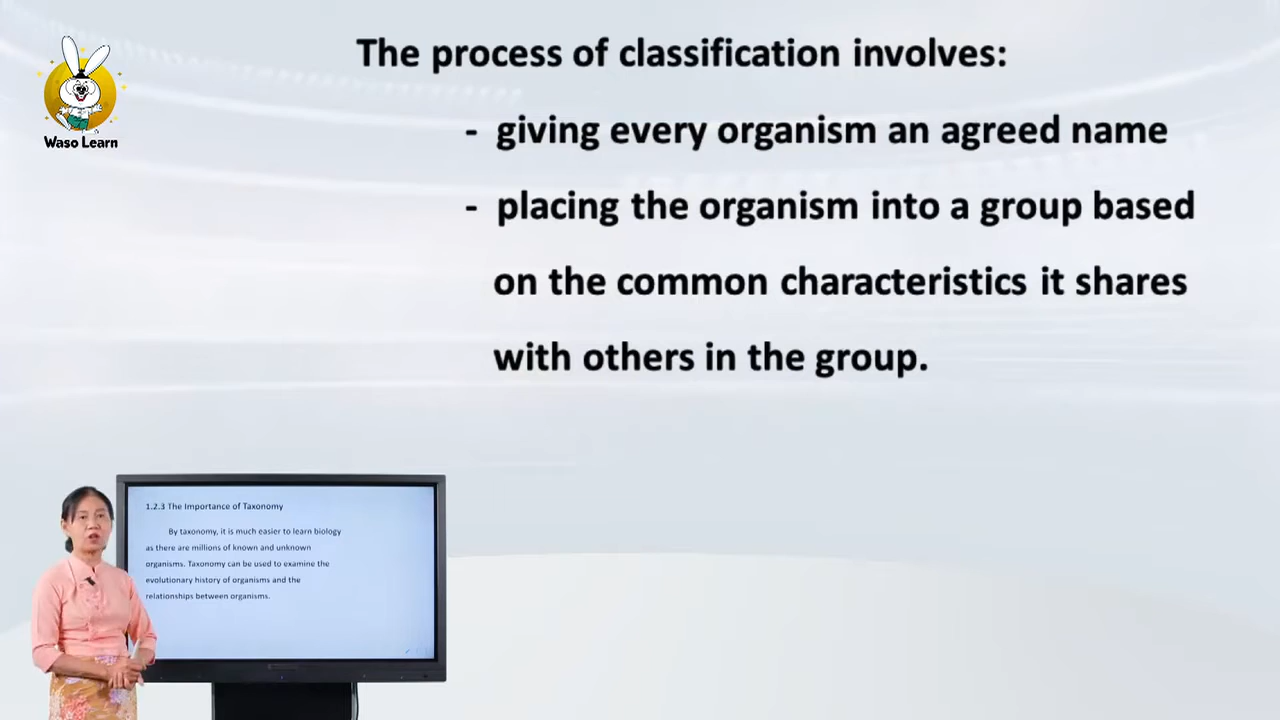 The process of classification involves:
- giving every organism an agreed name
- placing the organism into a group based
on the common characteristics it shares
with others in the group.
Waso Learn
1.2.3 The Importance of Taxonomy
By taxonomy, it is much easier to learn biology
as there are millions of known and unknown
organisms. Taxonomy can be used to examine the
evolutionary history of organisms and the
relationships between organisms.